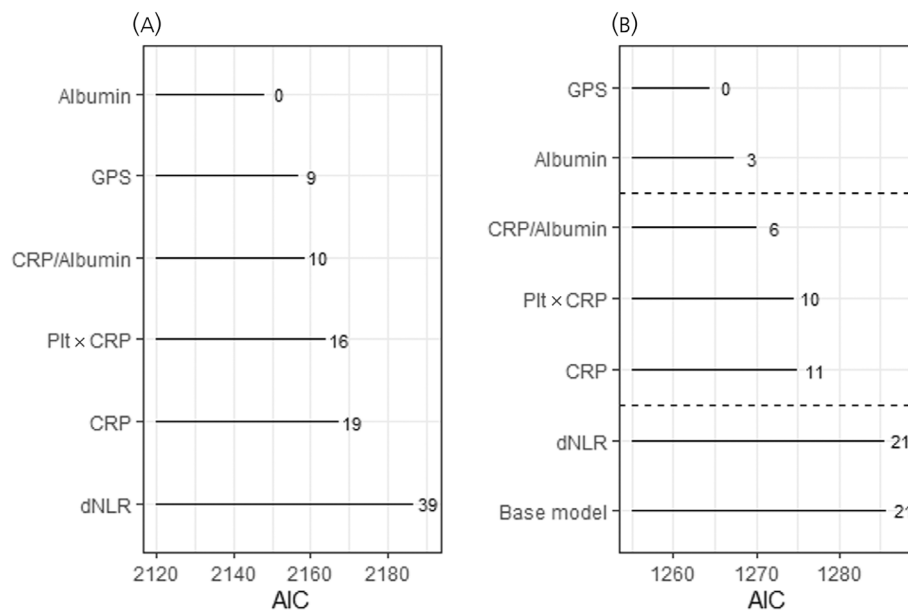 (A)
Albumin 0
GPS 9
CRP/Albumin 10
Plt × CRP 16
CRP 19
dNLR 39
2120 2140 2160 2180
AIC
(B)
GPS 0
Albumin 3
CRP/Albumin 6
Plt × CRP 10
CRP 11
dNLR 21
Base model
1260 1270 1280
AIC